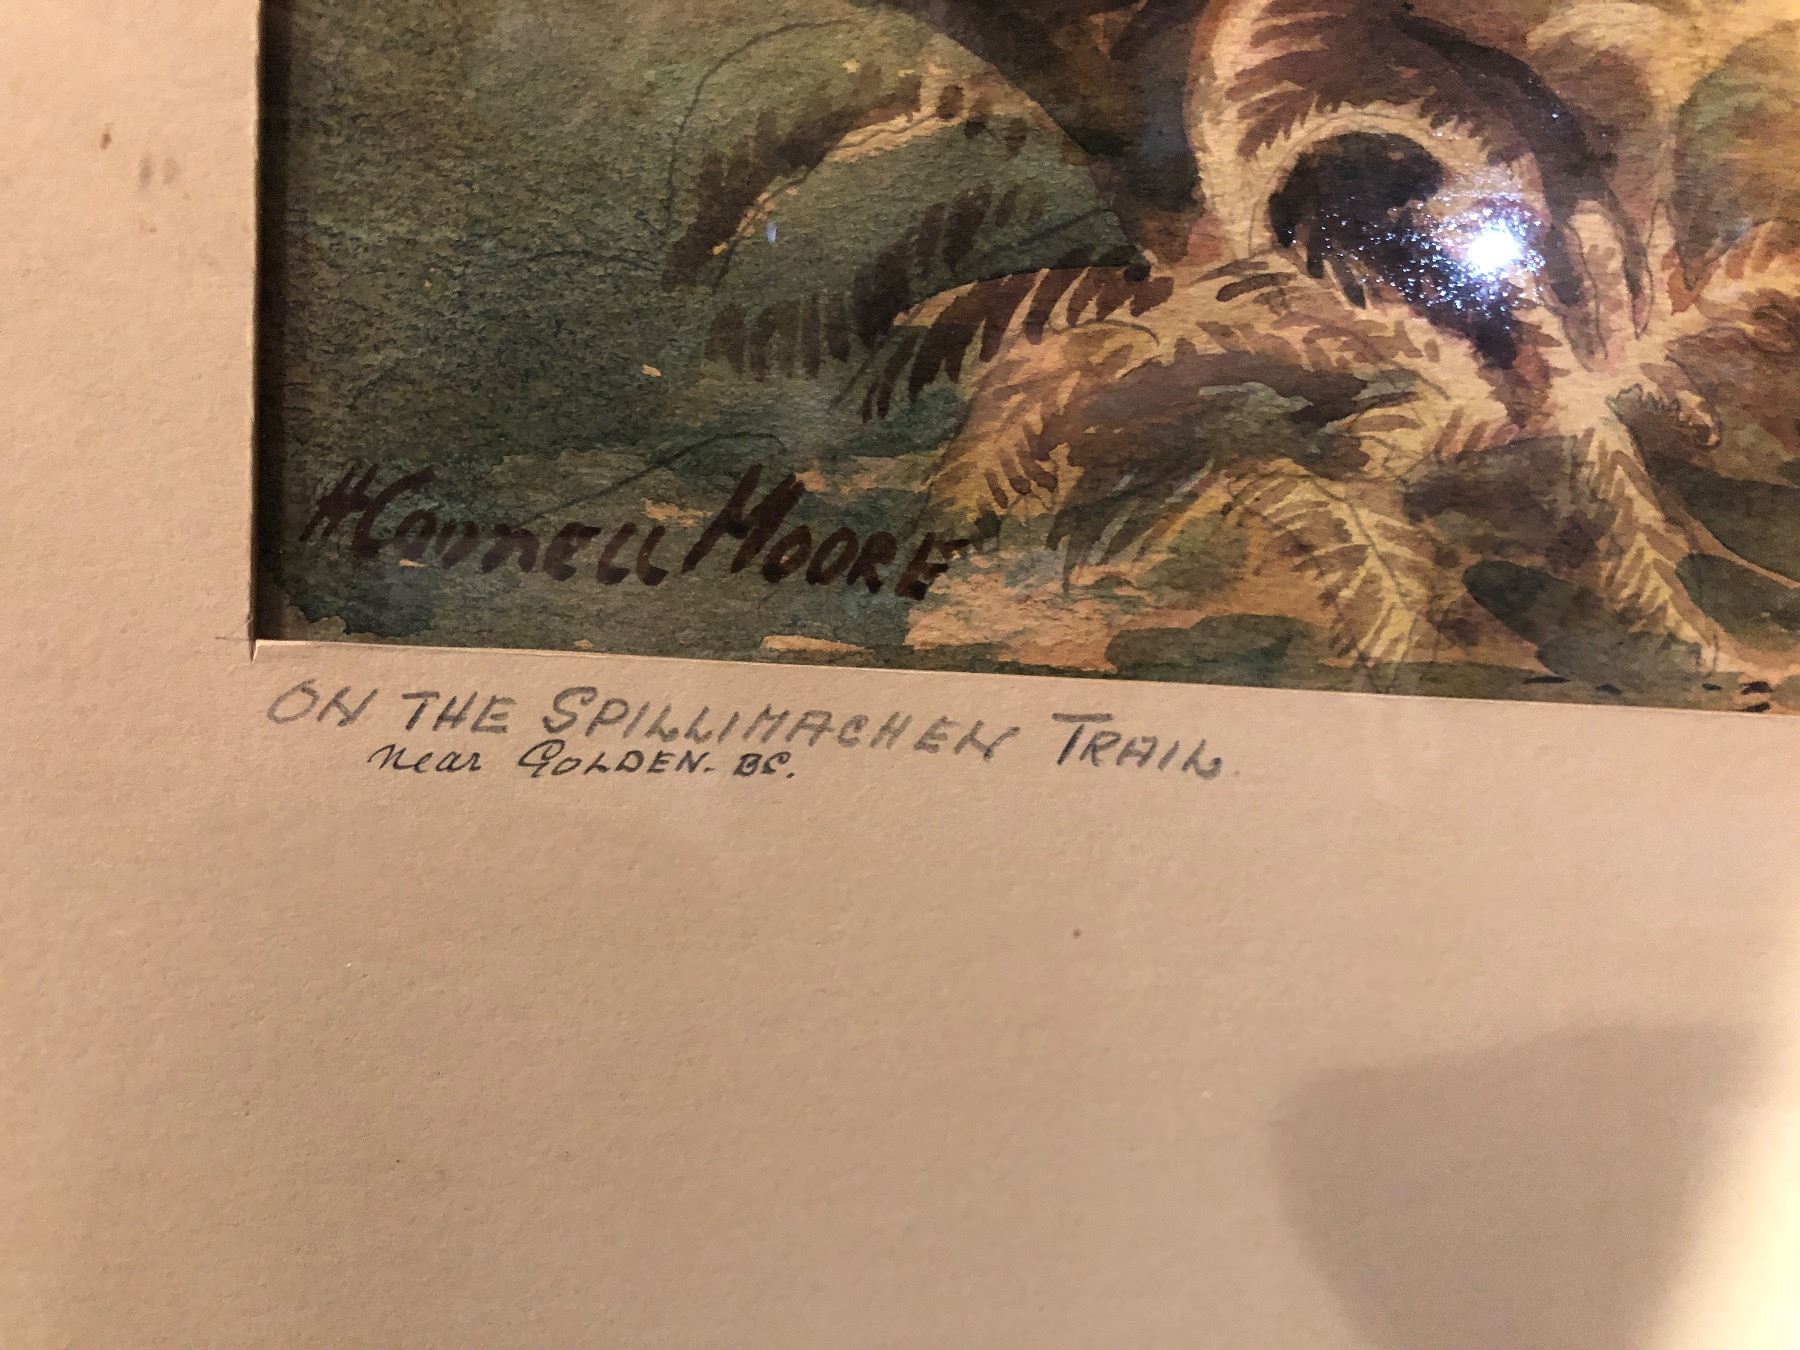 H Connell Moore
ON THE SPILLIMACHEN TRAIL.
near GOLDEN. BC.